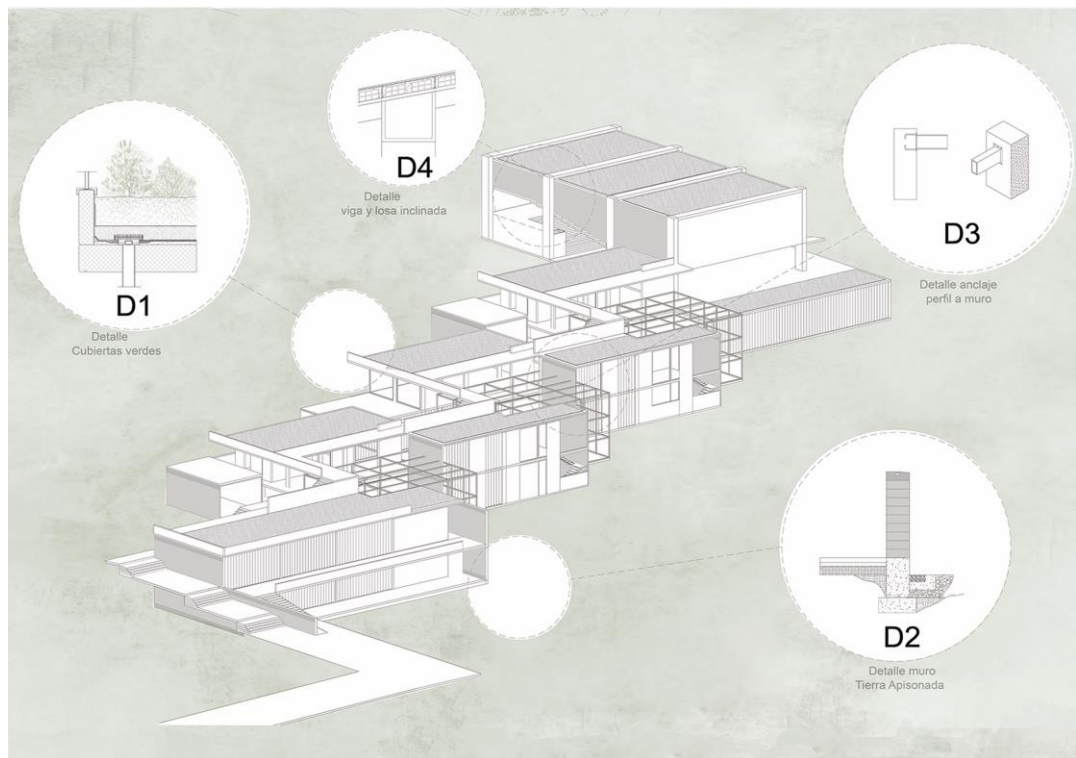 D4
Detalle
viga y losa inclinada
D1
Detalle
Cubiertas verdes
D3
Detalle anclaje
perfil a muro
D2
Detalle muro
Tierra Apisonada